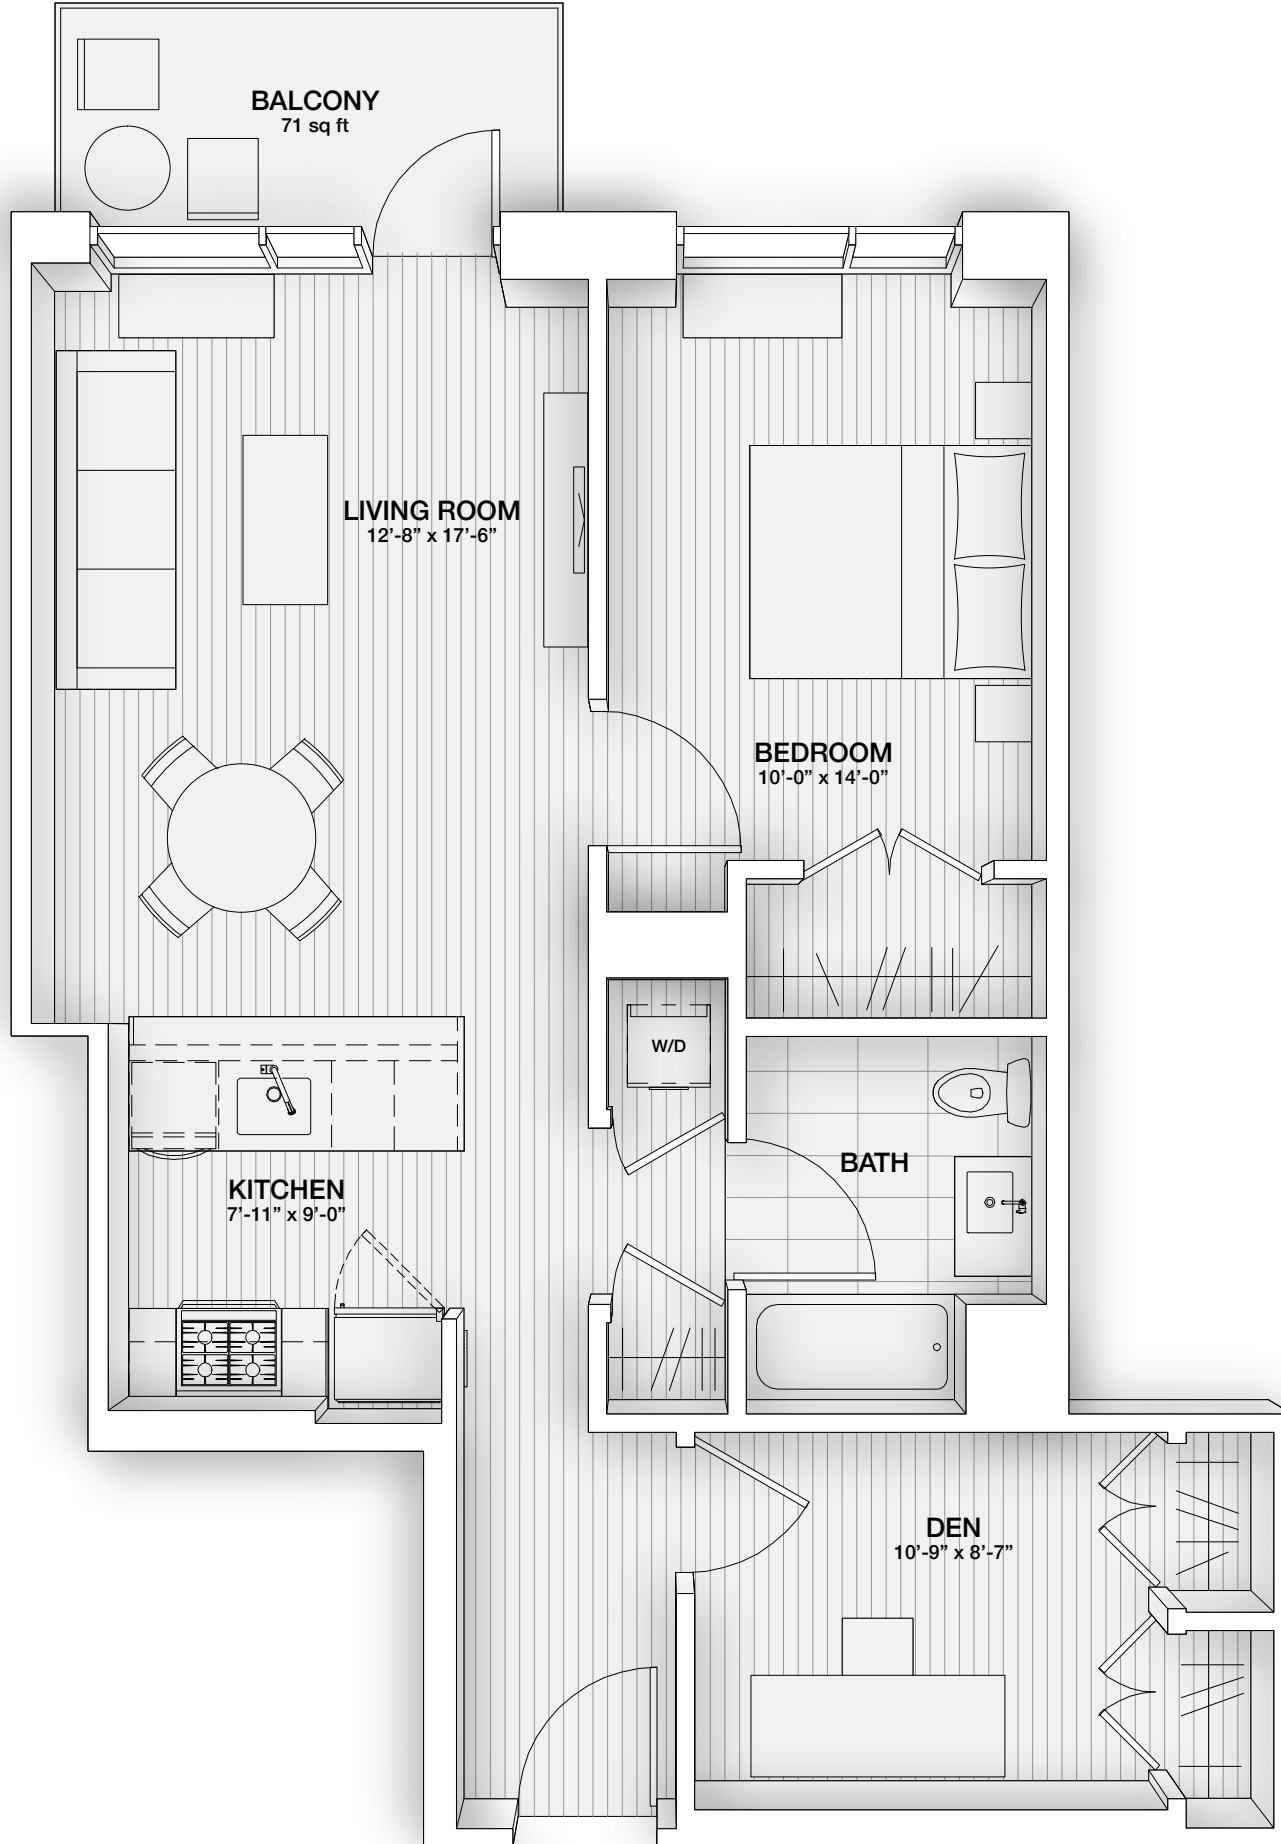 BALCONY
71 sq ft
LIVING ROOM
12’-8” x 17’-6”
BEDROOM
10’-0” x 14’-0”
W/D
BATH
KITCHEN
7’-11” x 9’-0”
DEN
10’-9” x 8’-7”